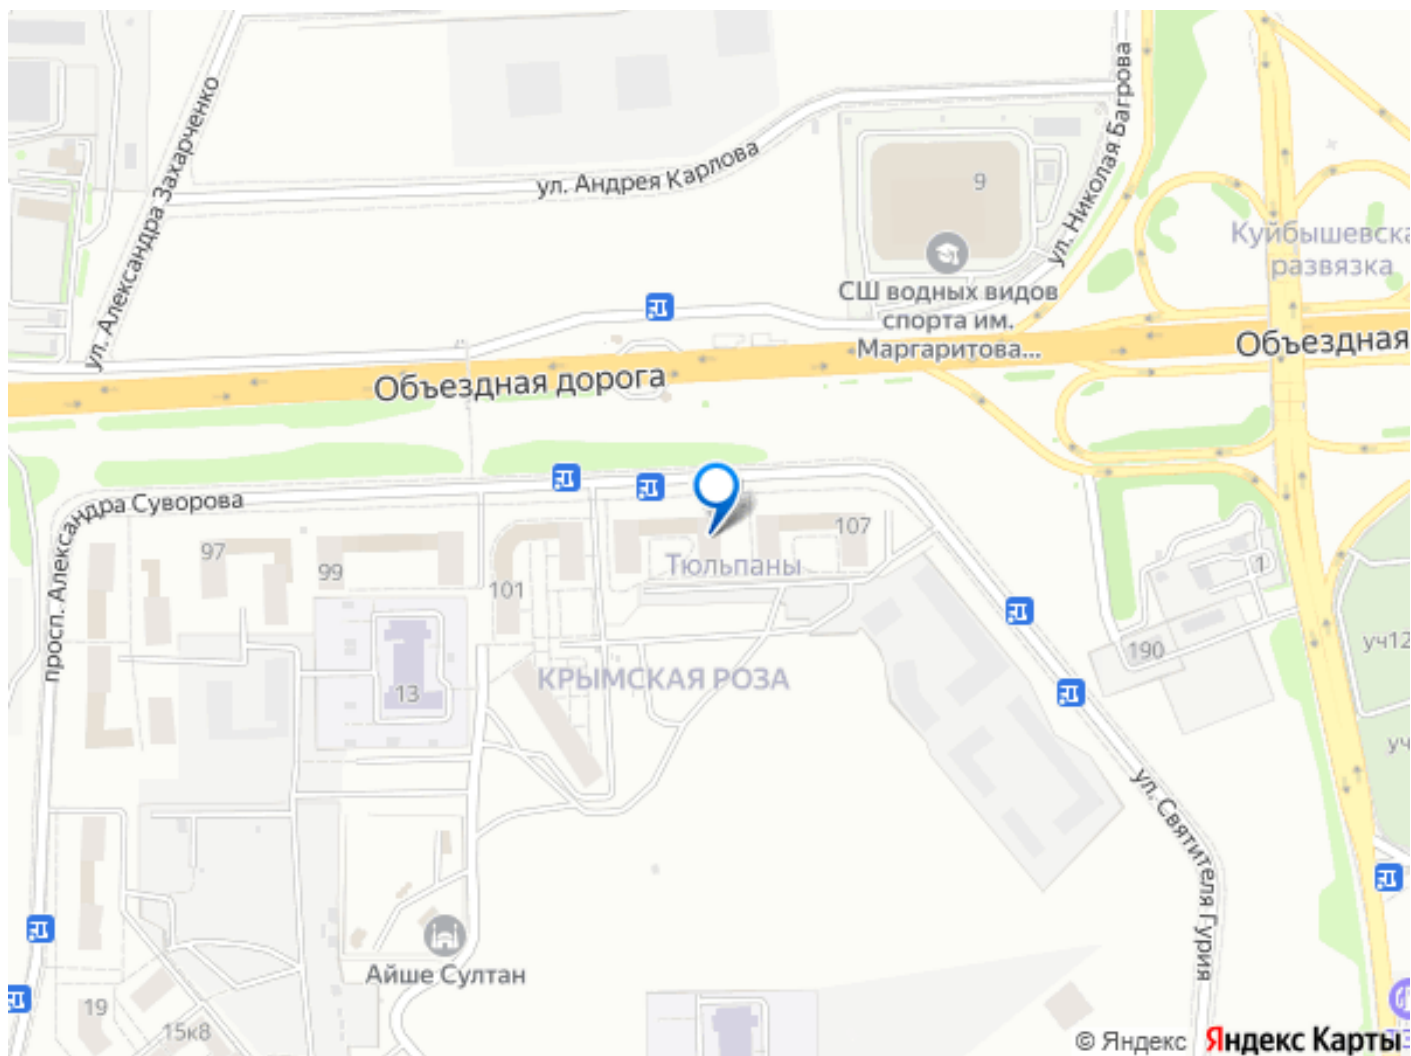 ул. Александра Захарченко
ул. Андрея Карлова
ул. Николая Багрова
9
Куйбышевска
развязка
СШ водных видов
спорта им.
Маргаритова...
Объездная
Объездная дорога
просп. Александра Суворова
97
99
101
107
Тюльпаны
1
190
уч12
КРЫМСКАЯ РОЗА
13
уч
ул. Святителя Гурия
Айше Султан
19
15к8
© Яндекс
Яндекс Карты